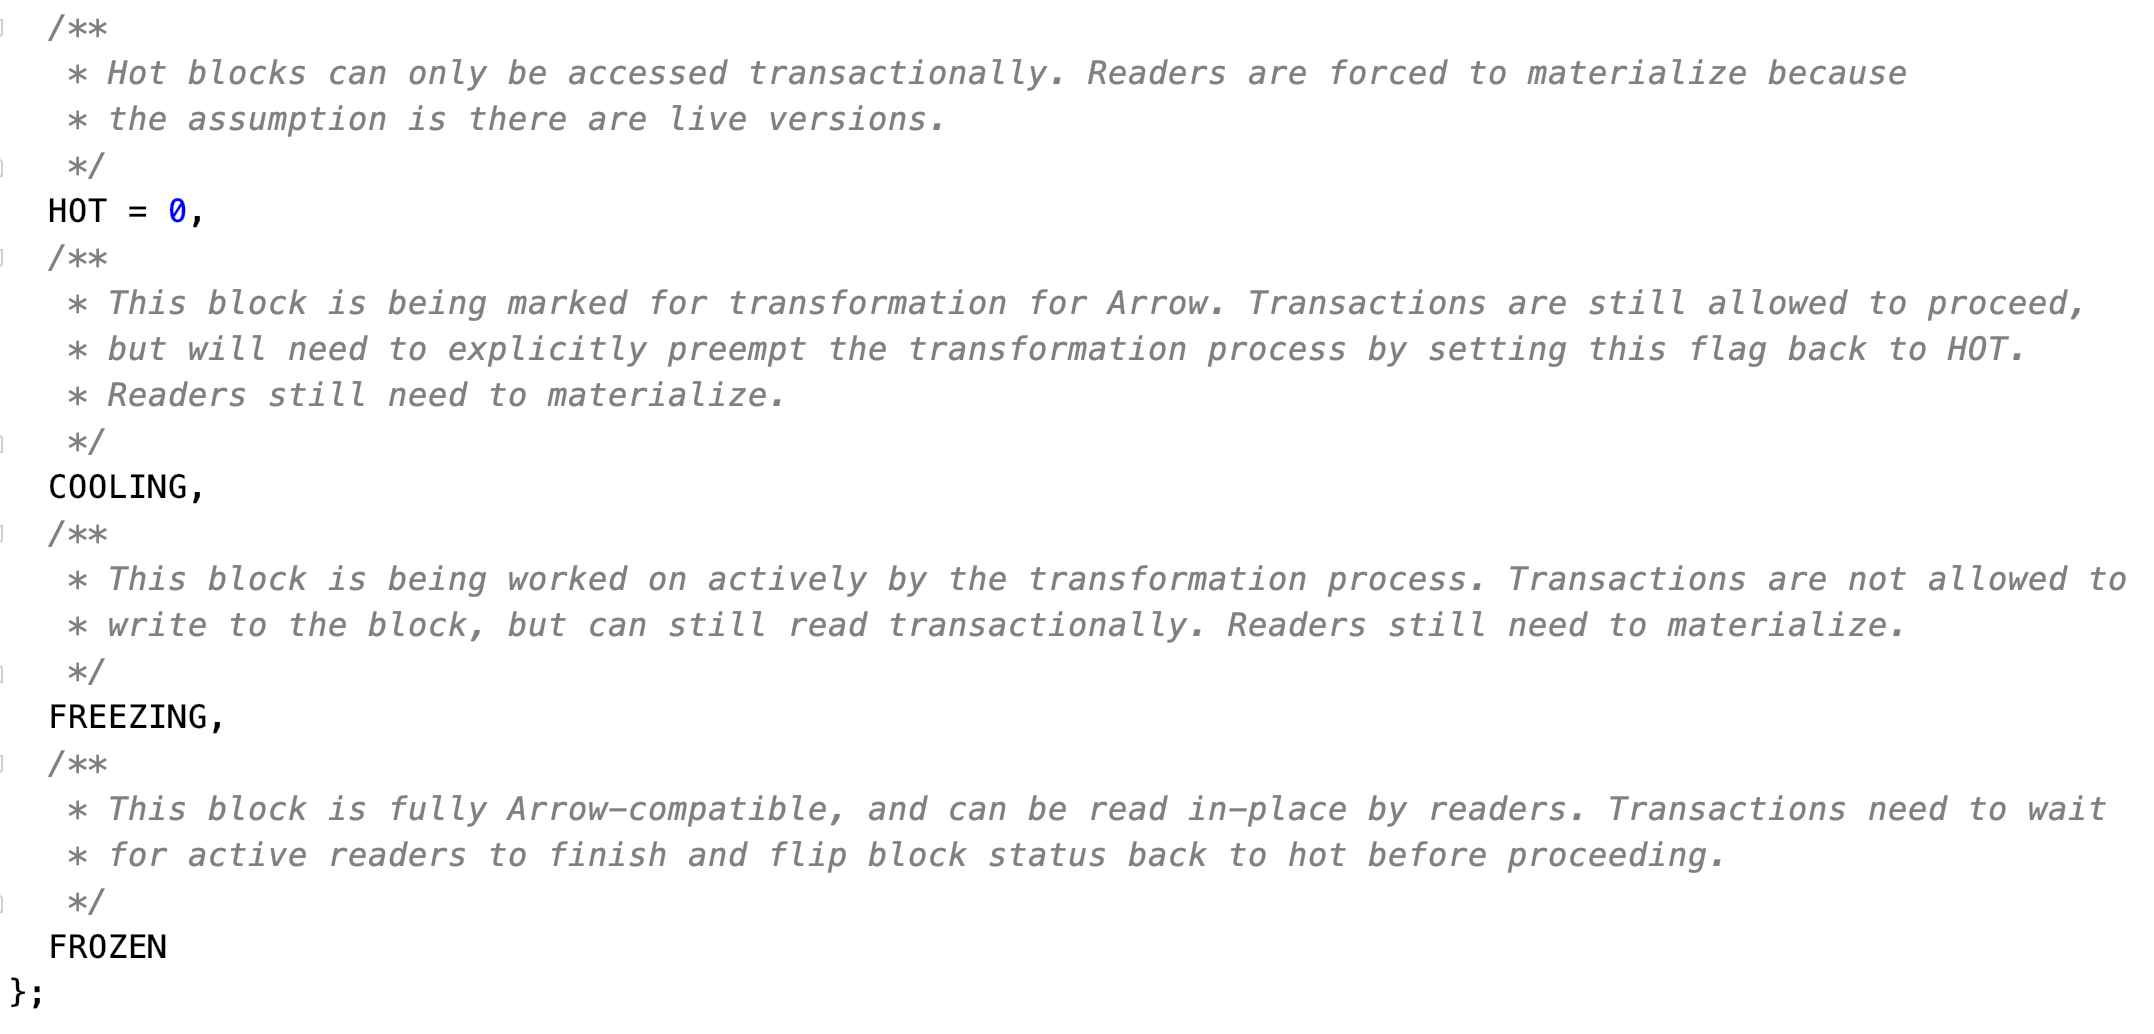 /**
 * Hot blocks can only be accessed transactionally. Readers are forced to materialize because
 * the assumption is there are live versions.
 */
HOT = 0,
/**
 * This block is being marked for transformation for Arrow. Transactions are still allowed to proceed,
 * but will need to explicitly preempt the transformation process by setting this flag back to HOT.
 * Readers still need to materialize.
 */
COOLING,
/**
 * This block is being worked on actively by the transformation process. Transactions are not allowed to
 * write to the block, but can still read transactionally. Readers still need to materialize.
 */
FREEZING,
/**
 * This block is fully Arrow-compatible, and can be read in-place by readers. Transactions need to wait
 * for active readers to finish and flip block status back to hot before proceeding.
 */
FROZEN
};